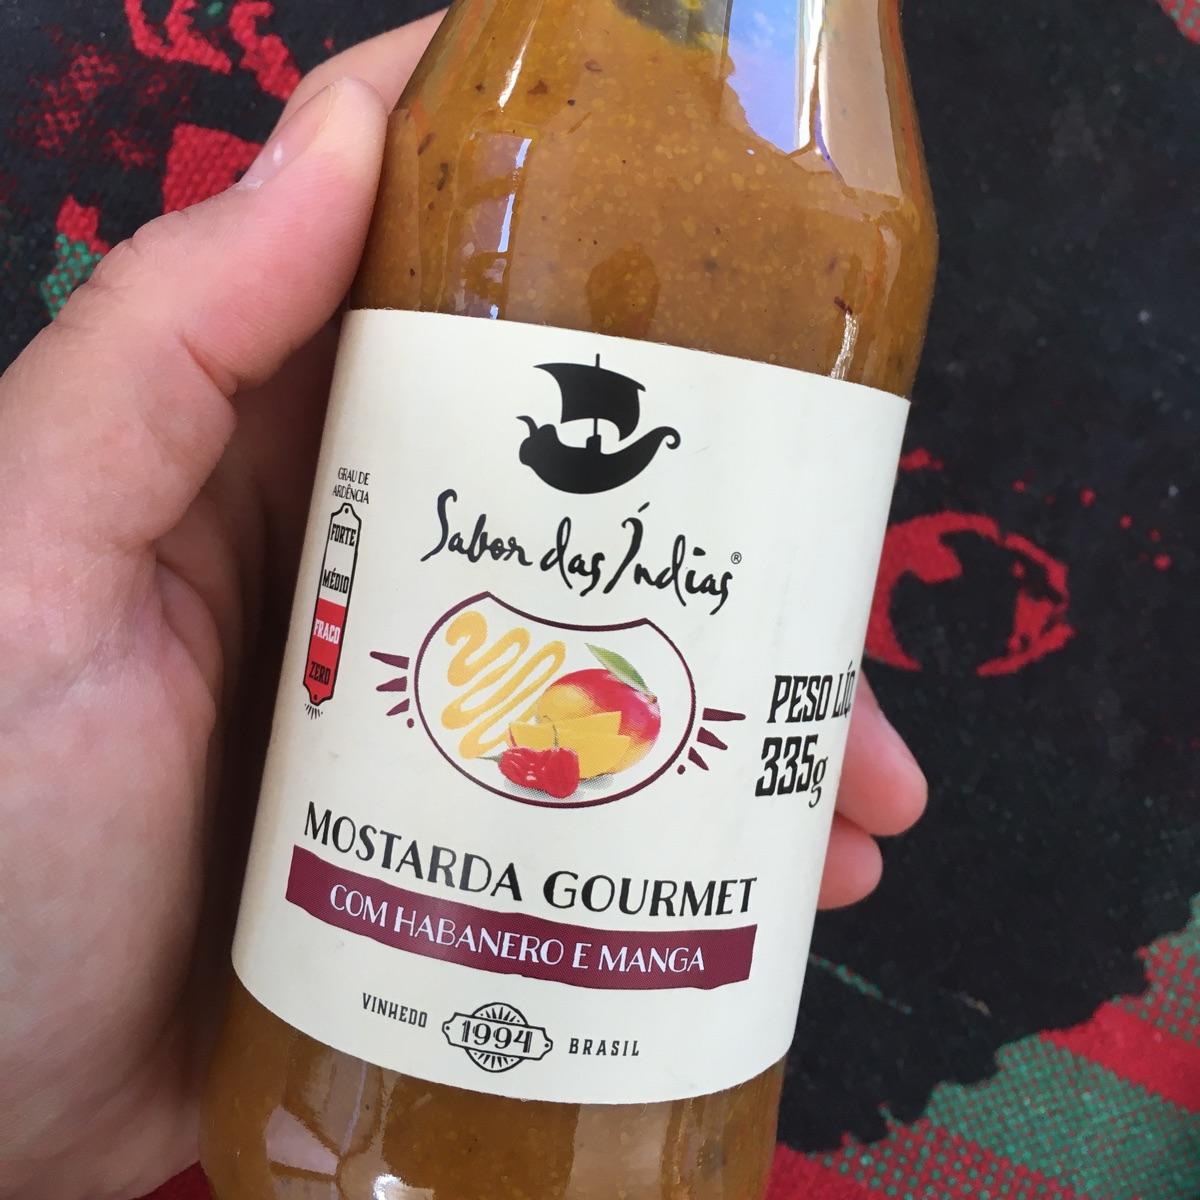 Sabor das Índias®
GRAU DE
ARDÊNCIA
FORTE
MÉDIO
FRACO
ZERO
PESO
335g
MOSTARDA GOURMET
COM HABANERO E MANGA
VINHEDO 1994 BRASIL